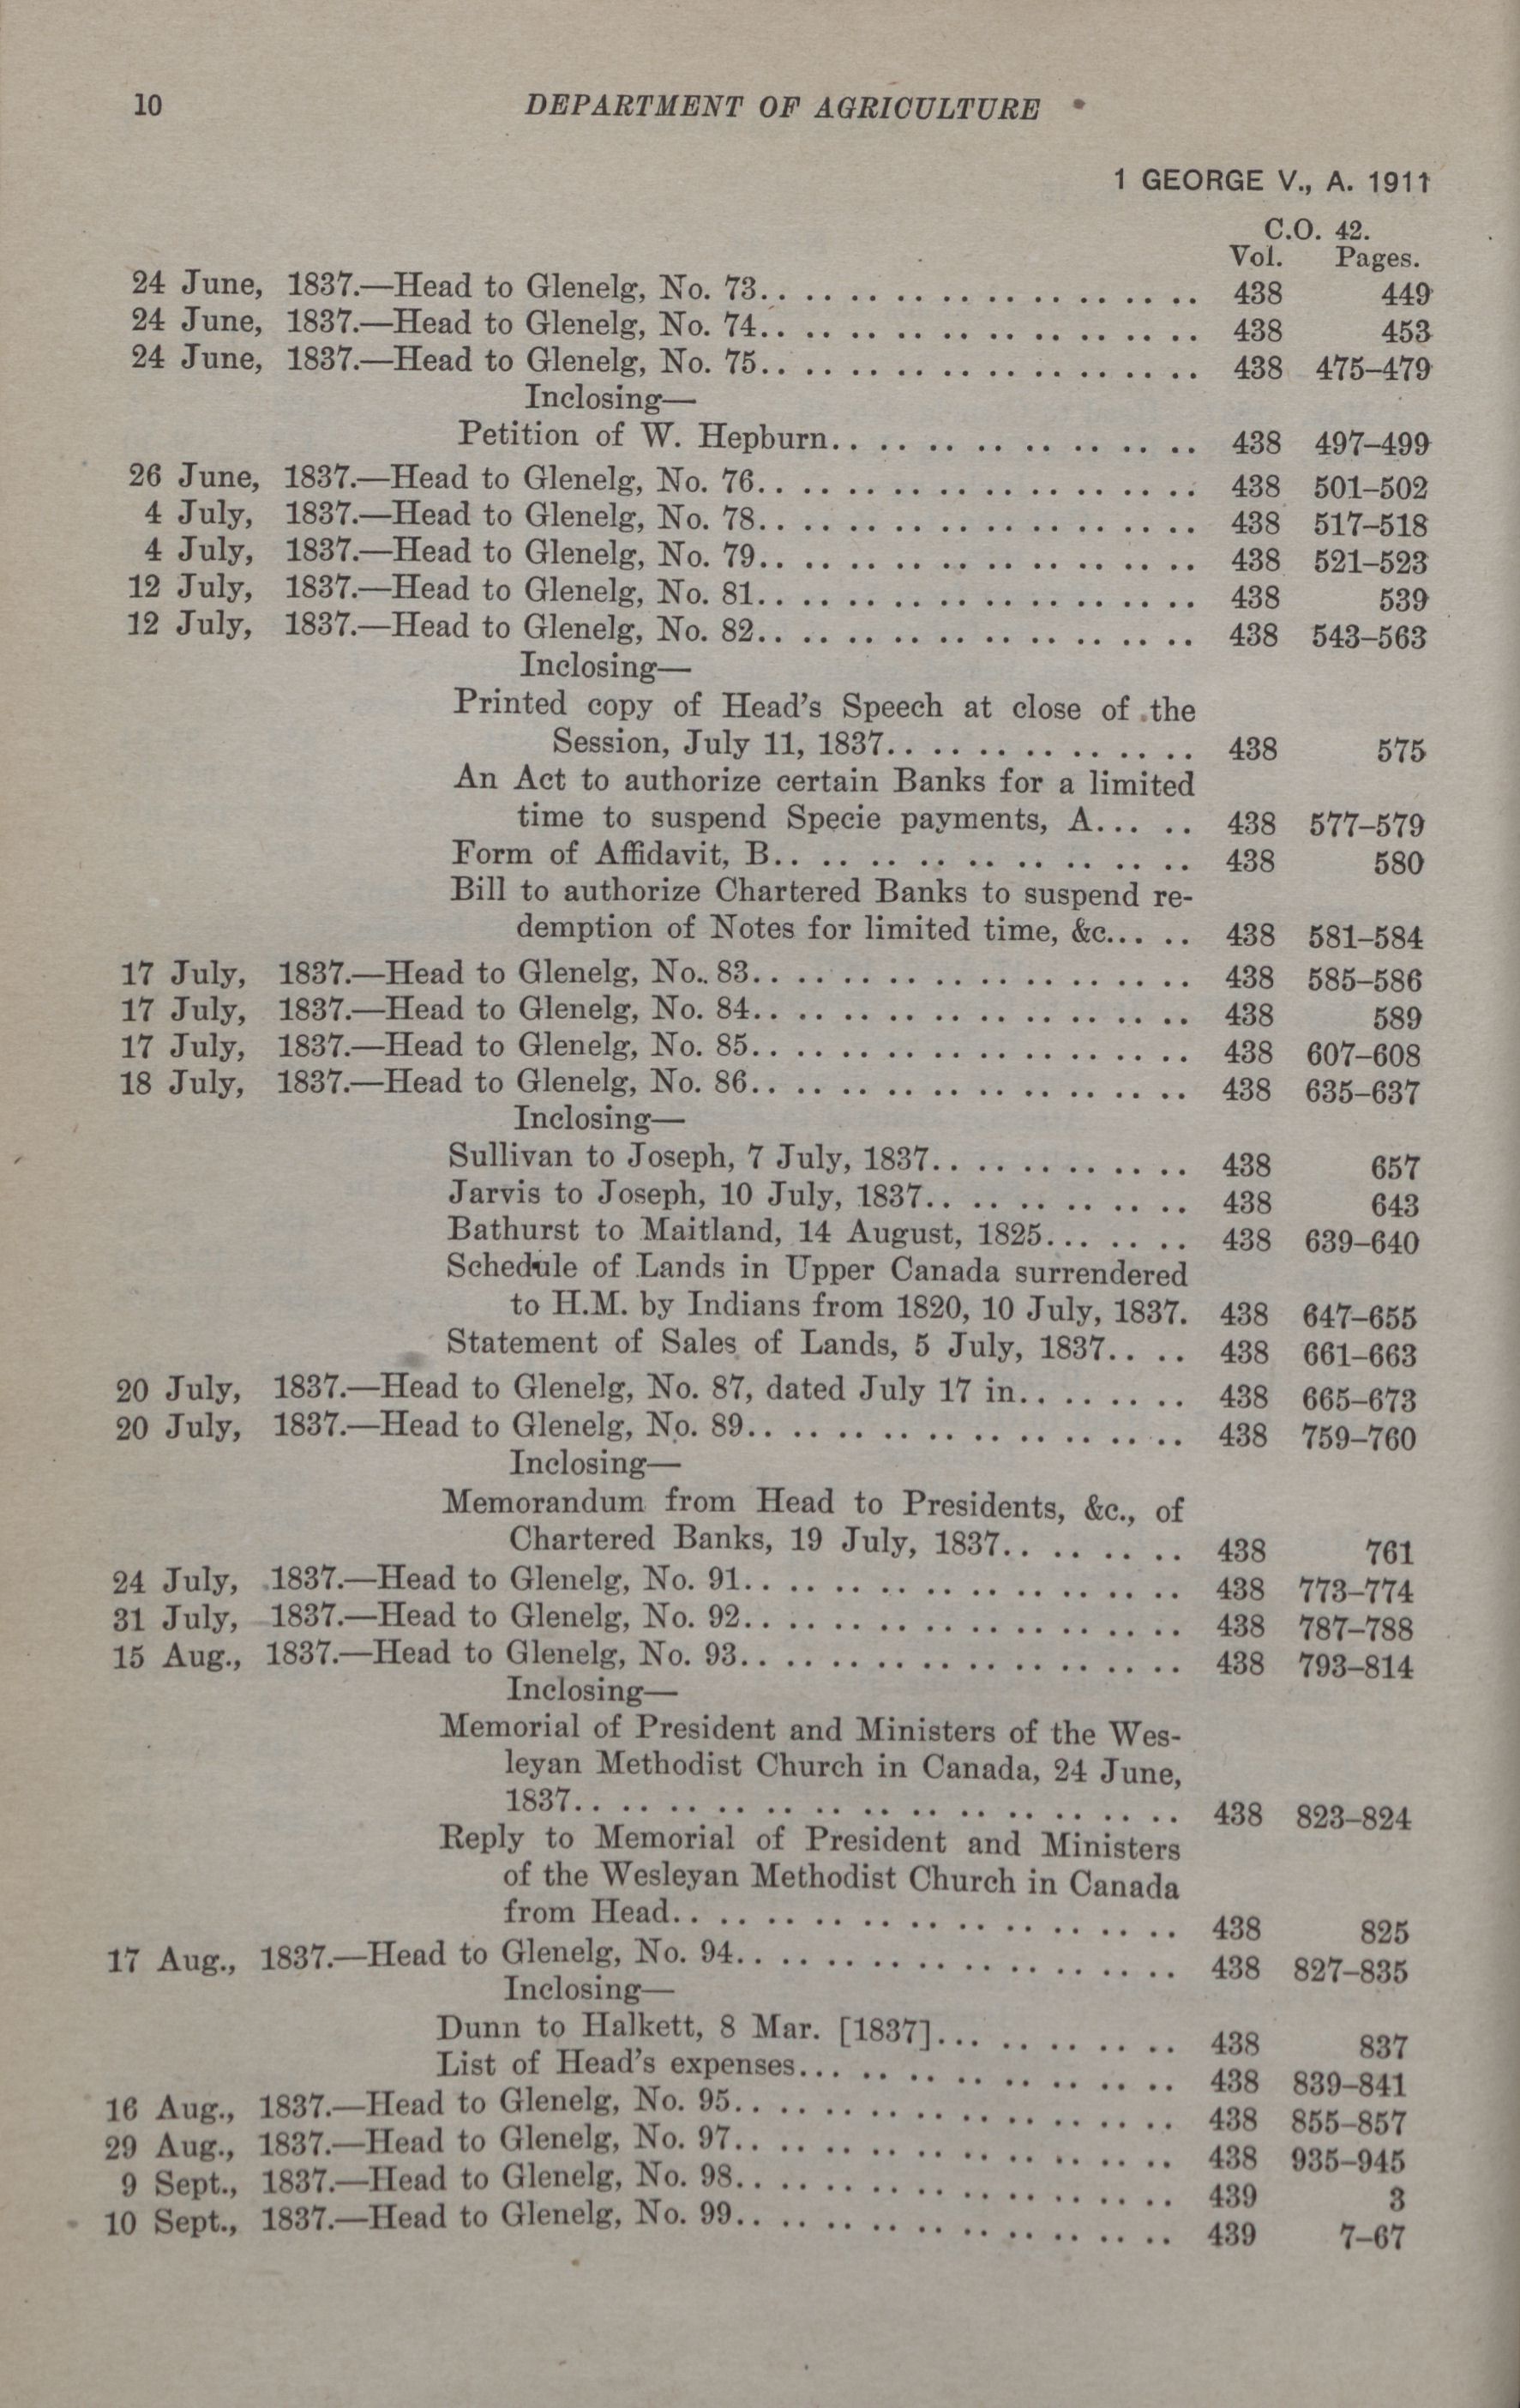 10 DEPARTMENT OF AGRICULTURE
1 GEORGE V., A. 1911
C.O. 42.
Vol. Pages.
24 June, 1837.—Head to Glenelg, No. 73.. .. .. .. .. .. .. .. .. .. 438 449
24 June, 1837.—Head to Glenelg, No. 74.. .. .. .. .. .. .. .. .. .. 438 453
24 June, 1837.—Head to Glenelg, No. 75.. .. .. .. .. .. .. .. .. .. 438 475–479
Inclosing—
Petition of W. Hepburn.. .. .. .. .. .. .. .. 438 497–499
26 June, 1837.—Head to Glenelg, No. 76.. .. .. .. .. .. .. .. .. .. 438 501–502
4 July, 1837.—Head to Glenelg, No. 78.. .. .. .. .. .. .. .. .. .. 438 517–518
4 July, 1837.—Head to Glenelg, No. 79.. .. .. .. .. .. .. .. .. .. 438 521–523
12 July, 1837.—Head to Glenelg, No. 81.. .. .. .. .. .. .. .. .. .. 438 539
12 July, 1837.—Head to Glenelg, No. 82.. .. .. .. .. .. .. .. .. .. 438 543–563
Inclosing—
Printed copy of Head's Speech at close of the
Session, July 11, 1837.. .. .. .. .. .. .. 438 575
An Act to authorize certain Banks for a limited
time to suspend Specie payments, A... .. .. 438 577–579
Form of Affidavit, B.. .. .. .. .. .. .. .. .. 438 580
Bill to authorize Chartered Banks to suspend re-
demption of Notes for limited time, &c... .. .. 438 581–584
17 July, 1837.—Head to Glenelg, No. 83.. .. .. .. .. .. .. .. .. .. 438 585–586
17 July, 1837.—Head to Glenelg, No. 84.. .. .. .. .. .. .. .. .. .. 438 589
17 July, 1837.—Head to Glenelg, No. 85.. .. .. .. .. .. .. .. .. .. 438 607–608
18 July, 1837.—Head to Glenelg, No. 86.. .. .. .. .. .. .. .. .. .. 438 635–637
Inclosing—
Sullivan to Joseph, 7 July, 1837.. .. .. .. .. .. 438 657
Jarvis to Joseph, 10 July, 1837.. .. .. .. .. .. 438 643
Bathurst to Maitland, 14 August, 1825... .. .. .. 438 639–640
Schedule of Lands in Upper Canada surrendered
to H.M. by Indians from 1820, 10 July, 1837. 438 647–655
Statement of Sales of Lands, 5 July, 1837.. .. .. 438 661–663
20 July, 1837.—Head to Glenelg, No. 87, dated July 17 in.. .. .. .. 438 665–673
20 July, 1837.—Head to Glenelg, No. 89.. .. .. .. .. .. .. .. .. .. 438 759–760
Inclosing—
Memorandum from Head to Presidents, &c., of
Chartered Banks, 19 July, 1837.. .. .. .. .. 438 761
24 July, 1837.—Head to Glenelg, No. 91.. .. .. .. .. .. .. .. .. .. 438 773–774
31 July, 1837.—Head to Glenelg, No. 92.. .. .. .. .. .. .. .. .. .. 438 787–788
15 Aug., 1837.—Head to Glenelg, No. 93.. .. .. .. .. .. .. .. .. .. 438 793–814
Inclosing—
Memorial of President and Ministers of the Wes-
leyan Methodist Church in Canada, 24 June,
1837.. .. .. .. .. .. .. .. .. .. .. .. .. 438 823–824
Reply to Memorial of President and Ministers
of the Wesleyan Methodist Church in Canada
from Head.. .. .. .. .. .. .. .. .. .. .. 438 825
17 Aug., 1837.—Head to Glenelg, No. 94.. .. .. .. .. .. .. .. .. .. 438 827–835
Inclosing—
Dunn to Halkett, 8 Mar. [1837]... .. .. .. .. .. 438 837
List of Head's expenses... .. .. .. .. .. .. .. 438 839–841
16 Aug., 1837.—Head to Glenelg, No. 95.. .. .. .. .. .. .. .. .. .. 438 855–857
29 Aug., 1837.—Head to Glenelg, No. 97.. .. .. .. .. .. .. .. .. .. 438 935–945
9 Sept., 1837.—Head to Glenelg, No. 98.. .. .. .. .. .. .. .. .. .. 439 3
10 Sept., 1837.—Head to Glenelg, No. 99.. .. .. .. .. .. .. .. .. .. 439 7–67